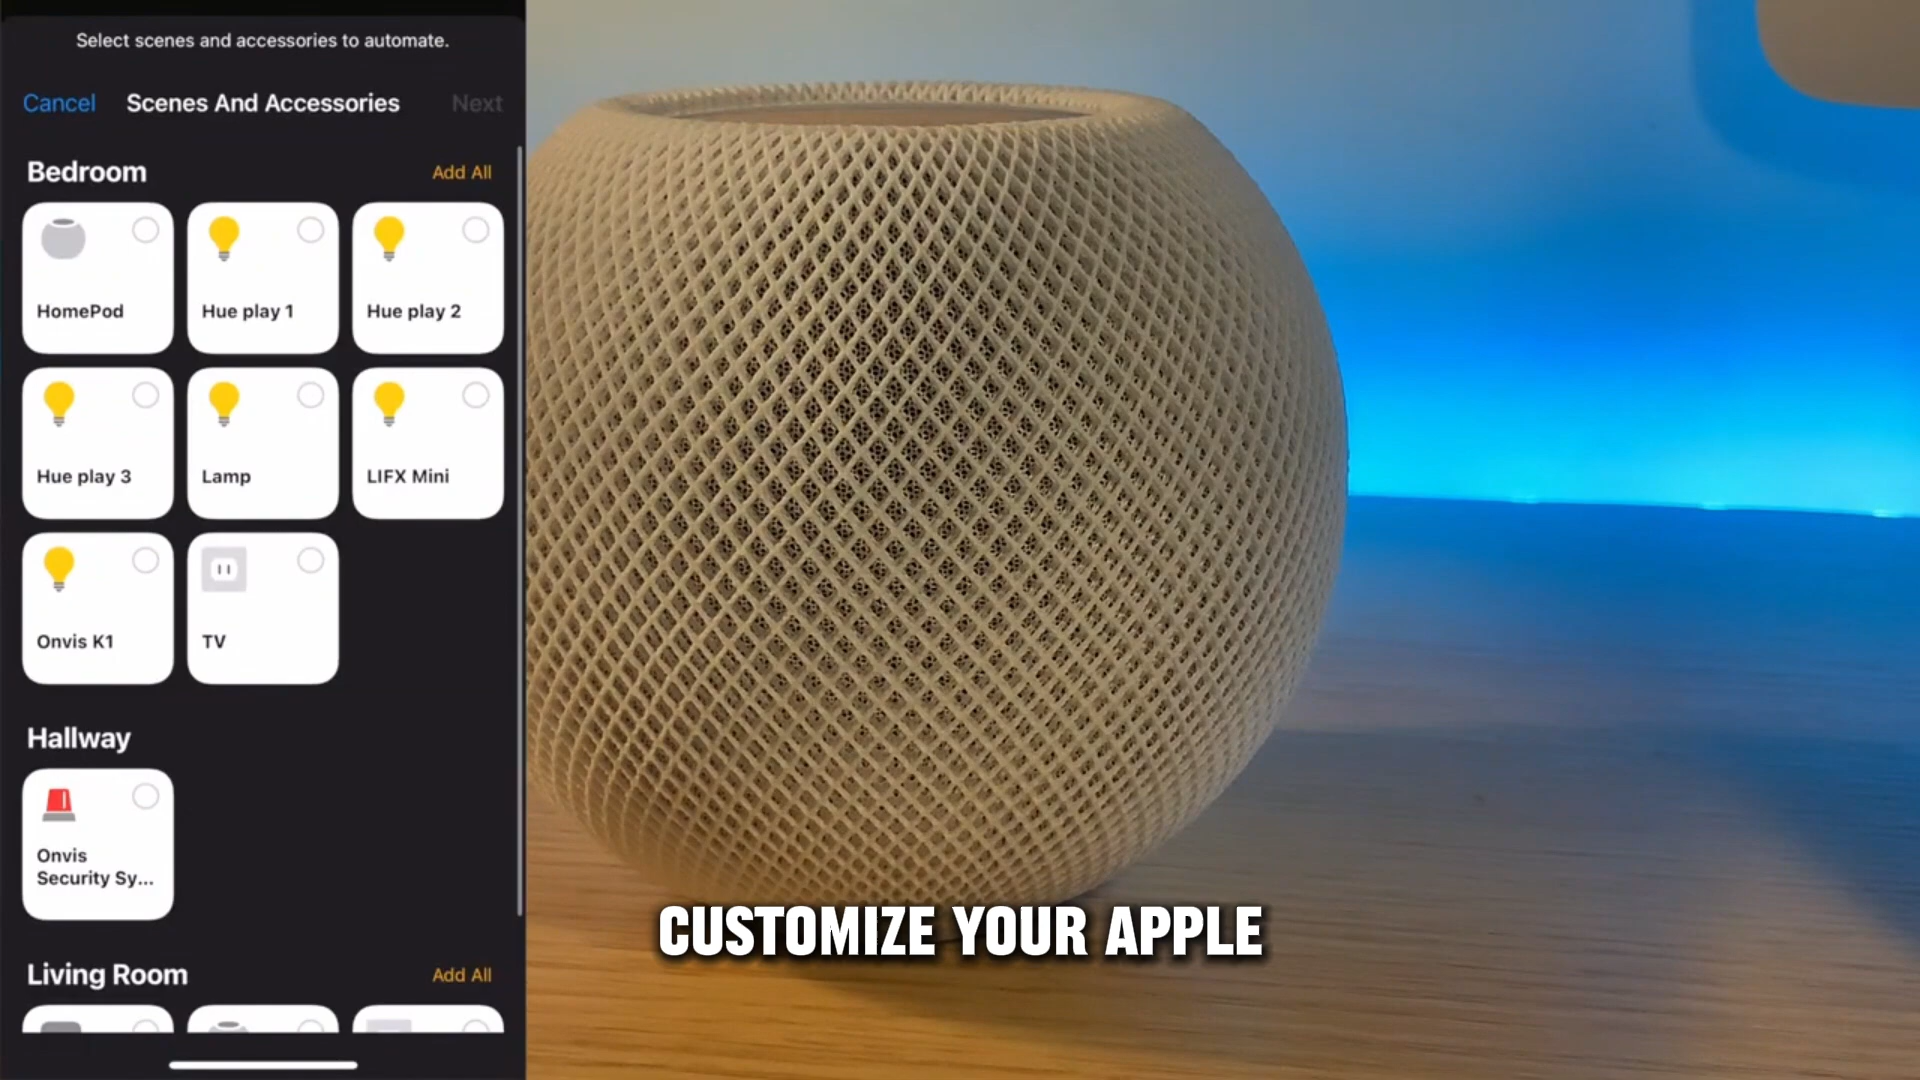 Select scenes and accessories to automate.
Cancel Scenes And Accessories Next
Bedroom Add All
HomePod Hue play 1 Hue play 2
Hue play 3 Lamp LIFX Mini
Onvis K1 TV
Hallway
Onvis
Security Sy...
Living Room Add All
CUSTOMIZE YOUR APPLE